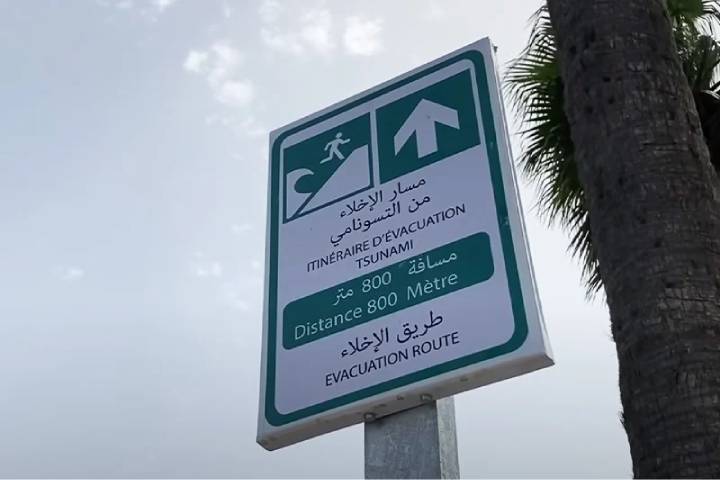 مسار الإخلاء
من التسونامي
ITINÉRAIRE D'ÉVACUATION
TSUNAMI
مسافة 800 متر
Distance 800 Mètre
طريق الإخلاء
EVACUATION ROUTE